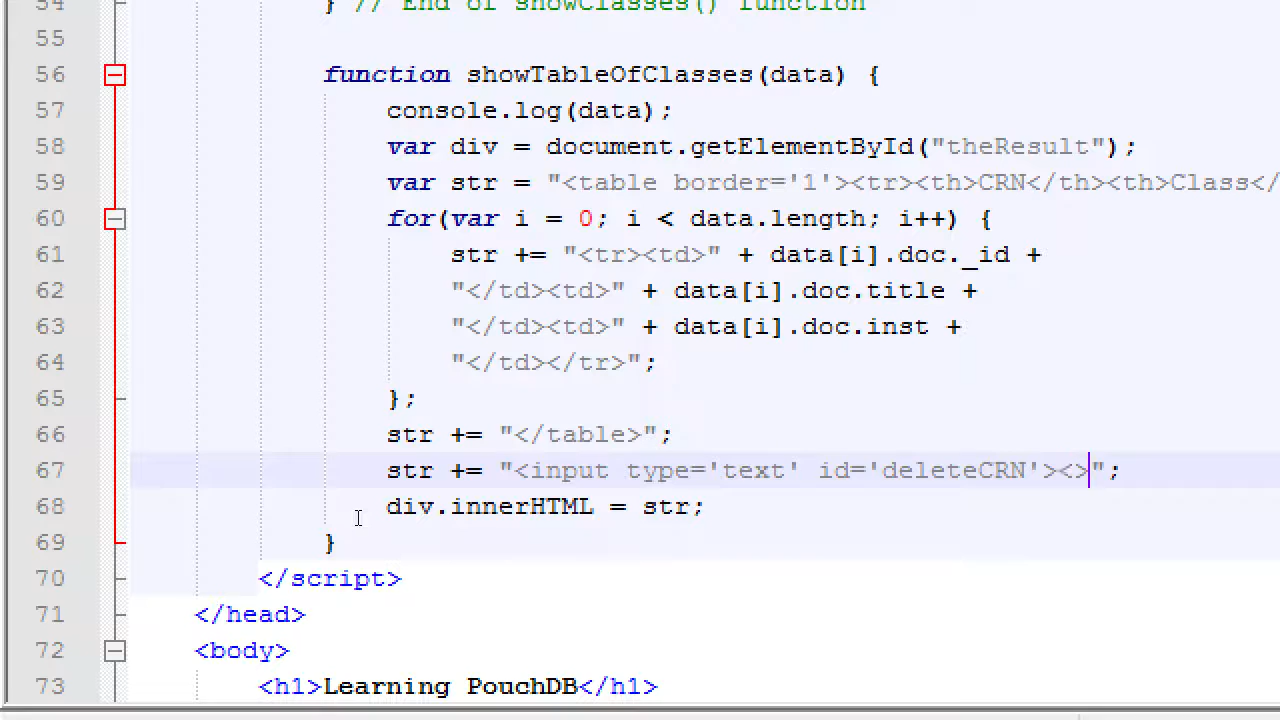 54 } // End of showClasses() function
55
56 function showTableOfClasses(data) {
57 console.log(data);
58 var div = document.getElementById("theResult");
59 var str = "<table border='1'><tr><th>CRN</th><th>Class</
60 for(var i = 0; i < data.length; i++) {
61 str += "<tr><td>" + data[i].doc._id +
62 "</td><td>" + data[i].doc.title +
63 "</td><td>" + data[i].doc.inst +
64 "</td></tr>";
65 };
66 str += "</table>";
67 str += "<input type='text' id='deleteCRN'><>";
68 div.innerHTML = str;
69 }
70 </script>
71 </head>
72 <body>
73 <h1>Learning PouchDB</h1>